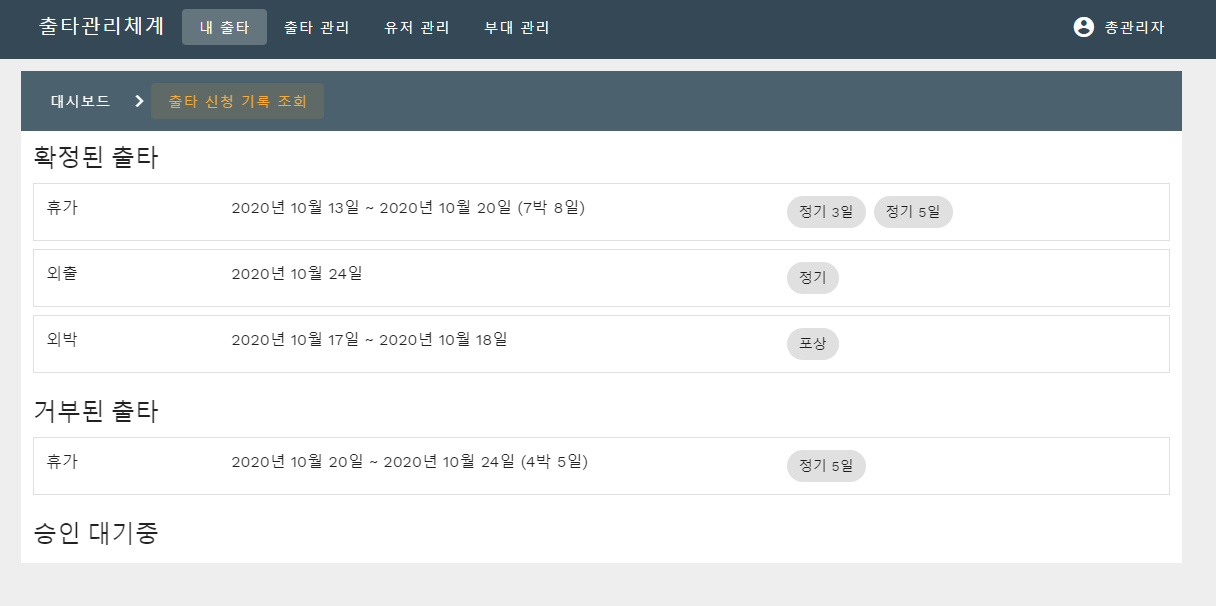 출타관리체계 내 출타 출타 관리 유저 관리 부대 관리 총관리자
대시보드 출타 신청 기록 조회
확정된 출타
휴가 2020년 10월 13일 ~ 2020년 10월 20일 (7박 8일) 정기 3일 정기 5일
외출 2020년 10월 24일 정기
외박 2020년 10월 17일 ~ 2020년 10월 18일 포상
거부된 출타
휴가 2020년 10월 20일 ~ 2020년 10월 24일 (4박 5일) 정기 5일
승인 대기중